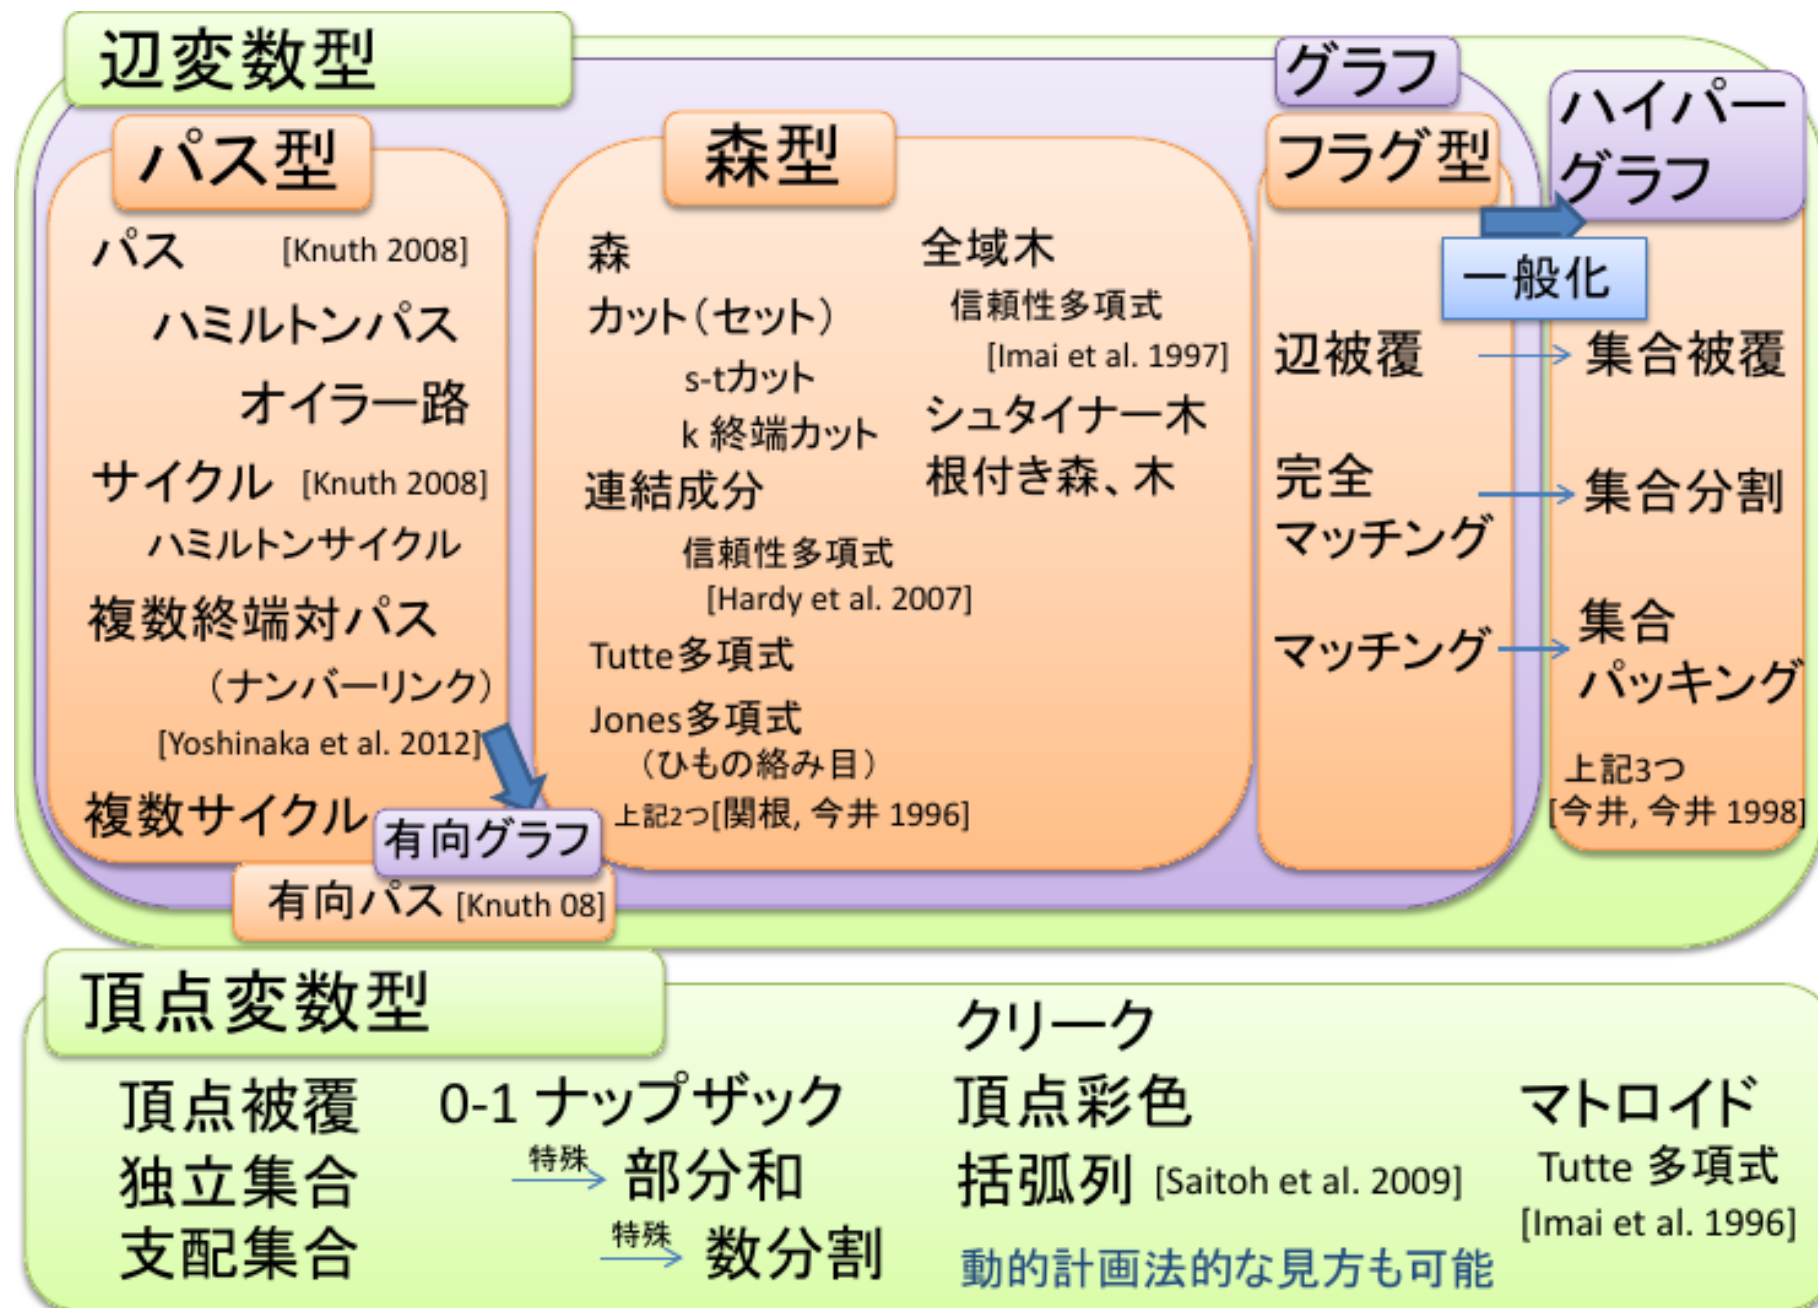 辺変数型
グラフ
ハイパー
グラフ
パス型
パス [Knuth 2008]
ハミルトンパス
オイラー路
サイクル [Knuth 2008]
ハミルトンサイクル
複数終端対パス
（ナンバーリンク）
[Yoshinaka et al. 2012]
複数サイクル
有向グラフ
有向パス [Knuth 08]
森型
森
カット（セット）
s-tカット
k 終端カット
連結成分
信頼性多項式
[Hardy et al. 2007]
Tutte多項式
Jones多項式
（ひもの絡み目）
上記2つ[関根, 今井 1996]
全域木
信頼性多項式
[Imai et al. 1997]
シュタイナー木
根付き森、木
フラグ型
一般化
辺被覆
集合被覆
完全
マッチング
集合分割
マッチング
集合
パッキング
上記3つ
[今井, 今井 1998]
頂点変数型
頂点被覆
独立集合
支配集合
0-1 ナップザック
特殊 部分和
特殊 数分割
クリーク
頂点彩色
括弧列 [Saitoh et al. 2009]
動的計画法的な見方も可能
マトロイド
Tutte 多項式
[Imai et al. 1996]